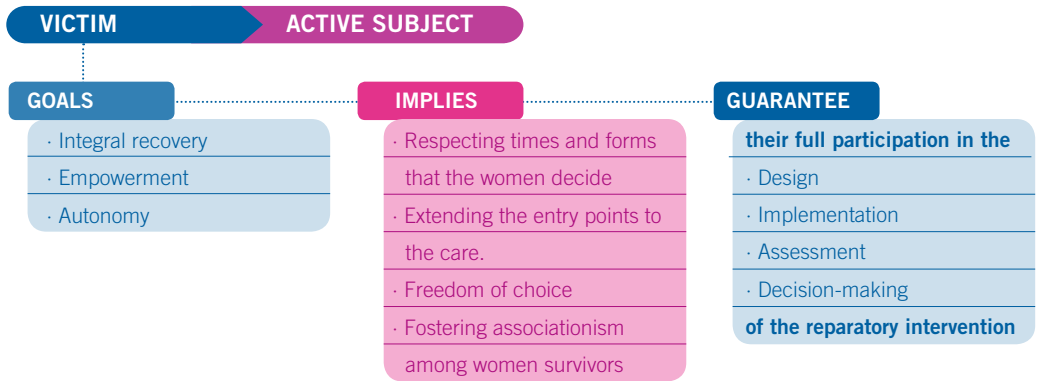 VICTIM
ACTIVE SUBJECT
GOALS
· Integral recovery
· Empowerment
· Autonomy
IMPLIES
· Respecting times and forms
that the women decide
· Extending the entry points to
the care.
· Freedom of choice
· Fostering associationism
among women survivors
GUARANTEE
their full participation in the
· Design
· Implementation
· Assessment
· Decision-making
of the reparatory intervention